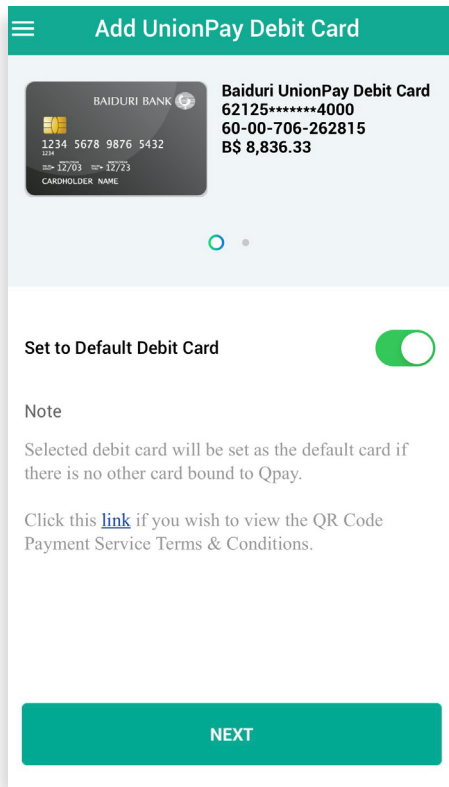 Add UnionPay Debit Card
BAIDURI BANK
1234 5678 9876 5432
1234
12/03 12/23
CARDHOLDER NAME
Baiduri UnionPay Debit Card
62125*******4000
60-00-706-262815
B$ 8,836.33
Set to Default Debit Card
Note
Selected debit card will be set as the default card if
there is no other card bound to Qpay.
Click this link if you wish to view the QR Code
Payment Service Terms & Conditions.
NEXT